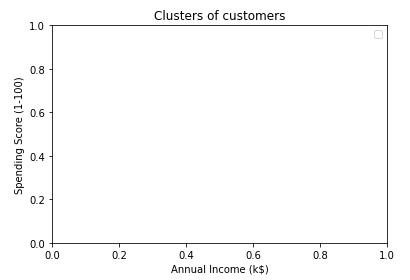 Clusters of customers
1.0
0.8
0.6
0.4
0.2
0.0
Spending Score (1-100)
0.0 0.2 0.4 0.6 0.8 1.0
Annual Income (k$)